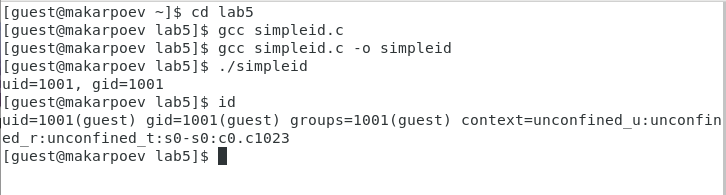 [guest@makarpoev ~]$ cd lab5
[guest@makarpoev lab5]$ gcc simpleid.c
[guest@makarpoev lab5]$ gcc simpleid.c -o simpleid
[guest@makarpoev lab5]$ ./simpleid
uid=1001, gid=1001
[guest@makarpoev lab5]$ id
uid=1001(guest) gid=1001(guest) groups=1001(guest) context=unconfined_u:unconfin
ed_r:unconfined_t:s0-s0:c0.c1023
[guest@makarpoev lab5]$